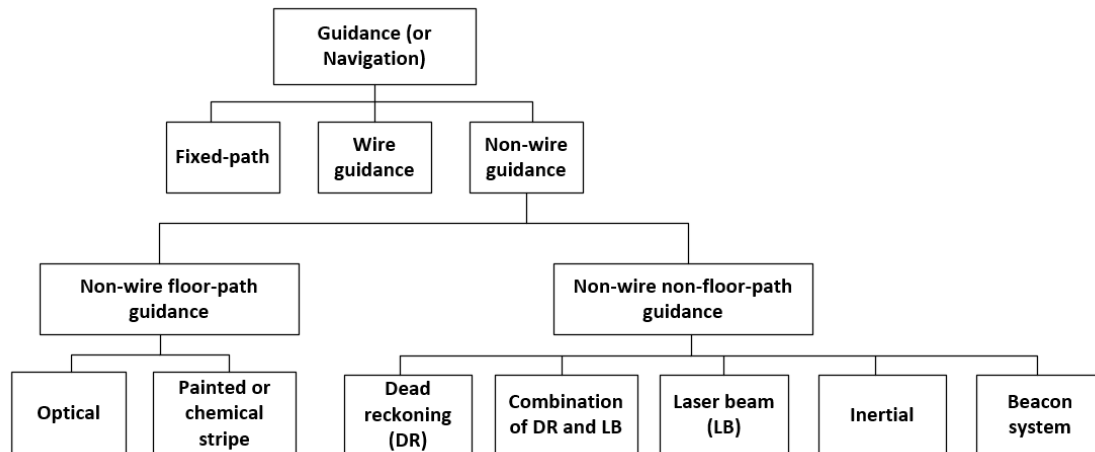 Guidance (or
Navigation)
Fixed-path
Wire
guidance
Non-wire
guidance
Non-wire floor-path
guidance
Non-wire non-floor-path
guidance
Optical
Painted or
chemical
stripe
Dead
reckoning
(DR)
Combination
of DR and LB
Laser beam
(LB)
Inertial
Beacon
system